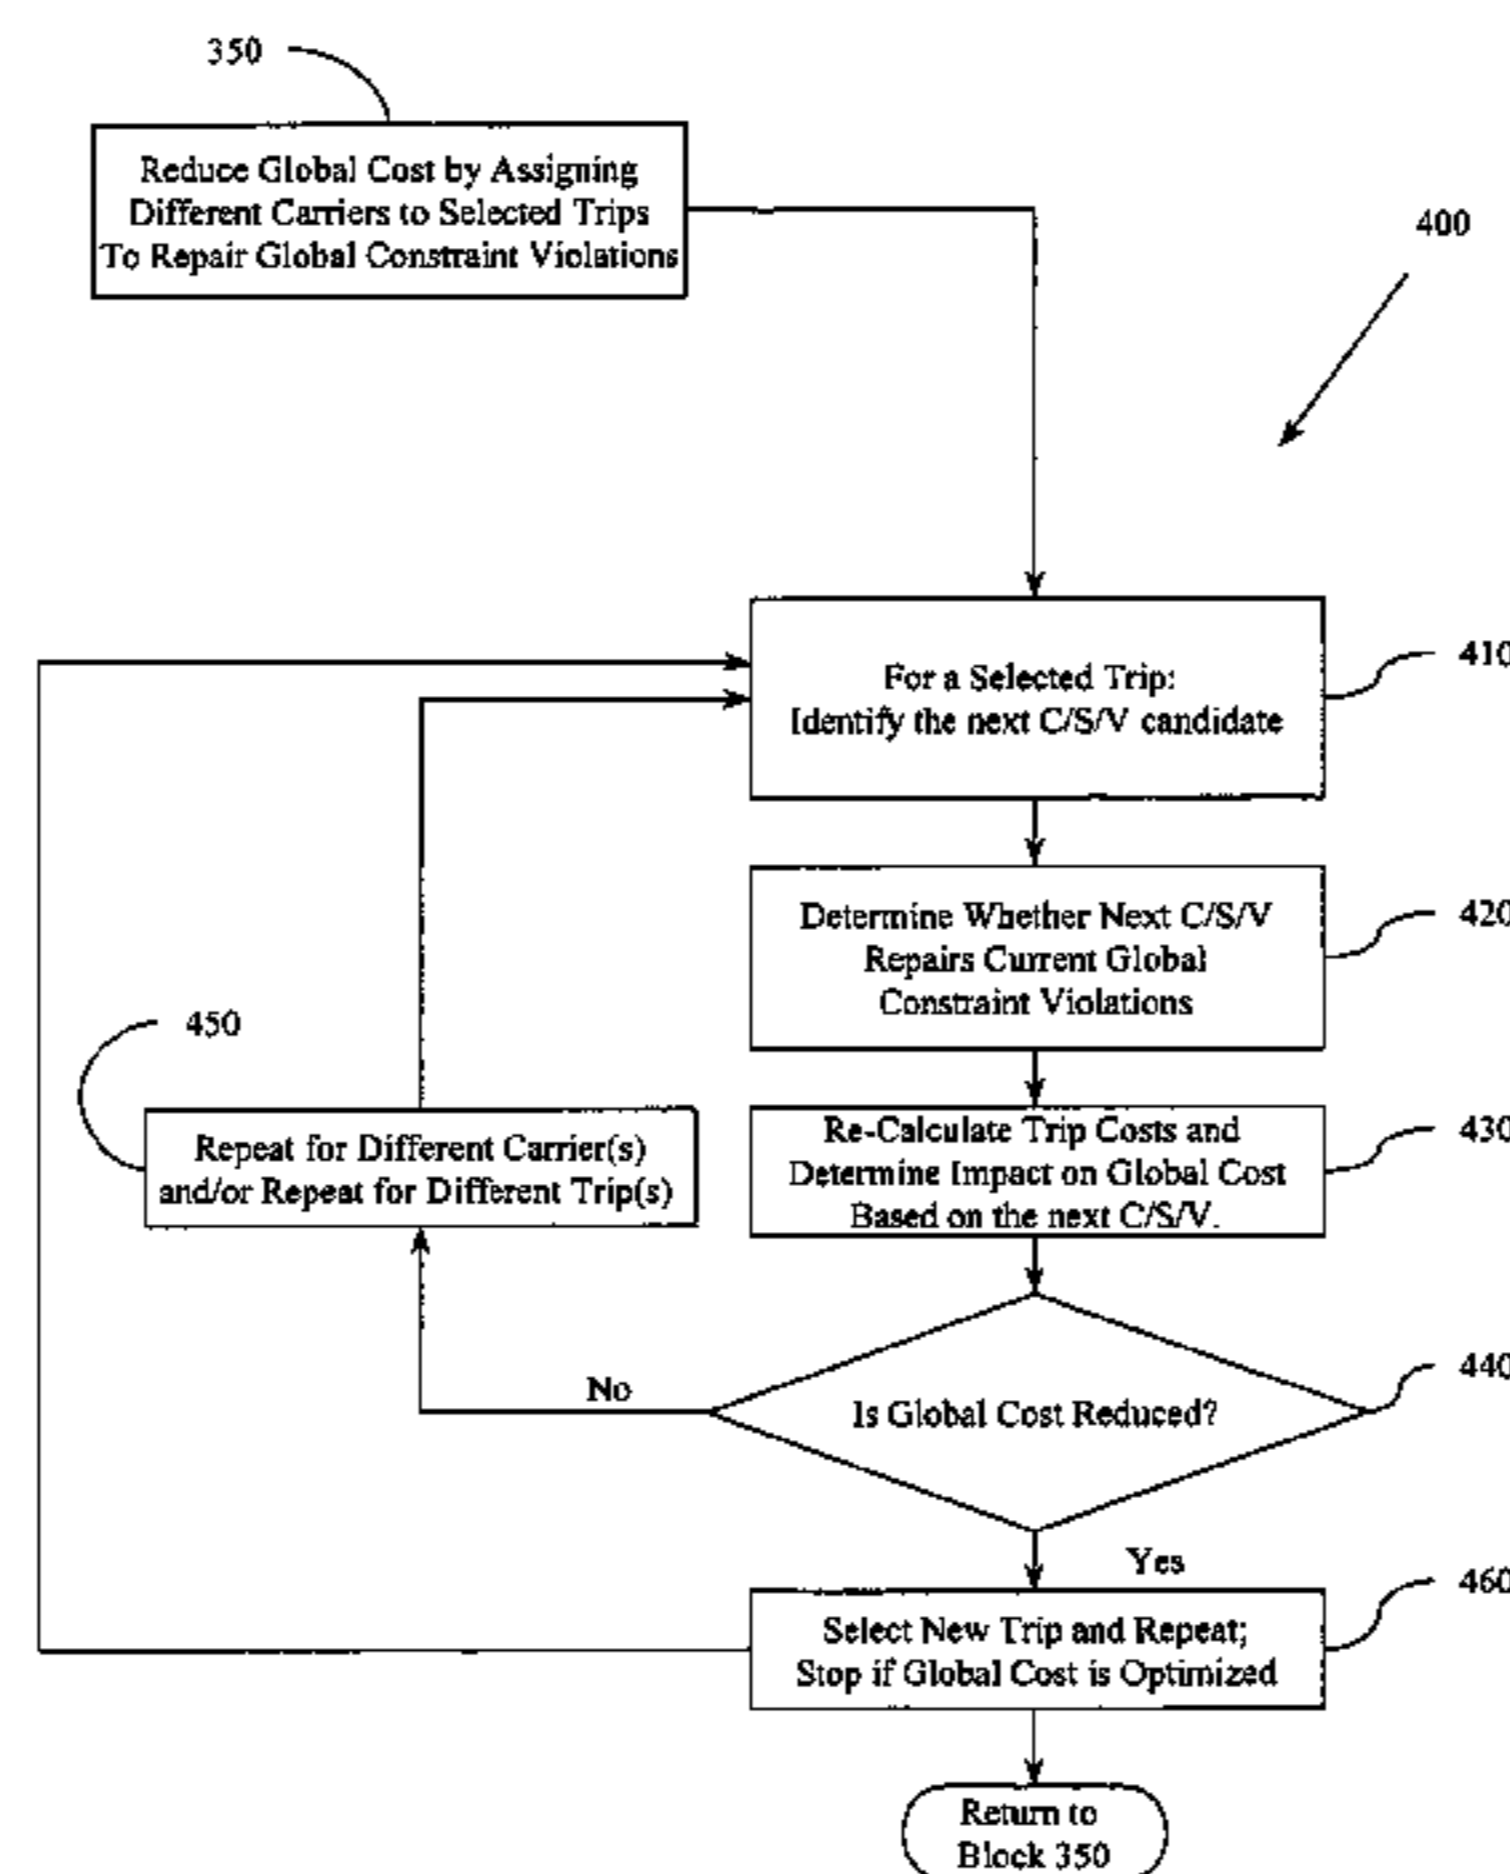 350
Reduce Global Cost by Assigning
Different Carriers to Selected Trips
To Repair Global Constraint Violations
400
For a Selected Trip:
Identify the next C/S/V candidate
410
Determine Whether Next C/S/V
Repairs Current Global
Constraint Violations
420
450
Repeat for Different Carrier(s)
and/or Repeat for Different Trip(s)
Re-Calculate Trip Costs and
Determine Impact on Global Cost
Based on the next C/S/V.
430
No
Is Global Cost Reduced?
440
Yes
Select New Trip and Repeat;
Stop if Global Cost is Optimized
460
Return to
Block 350